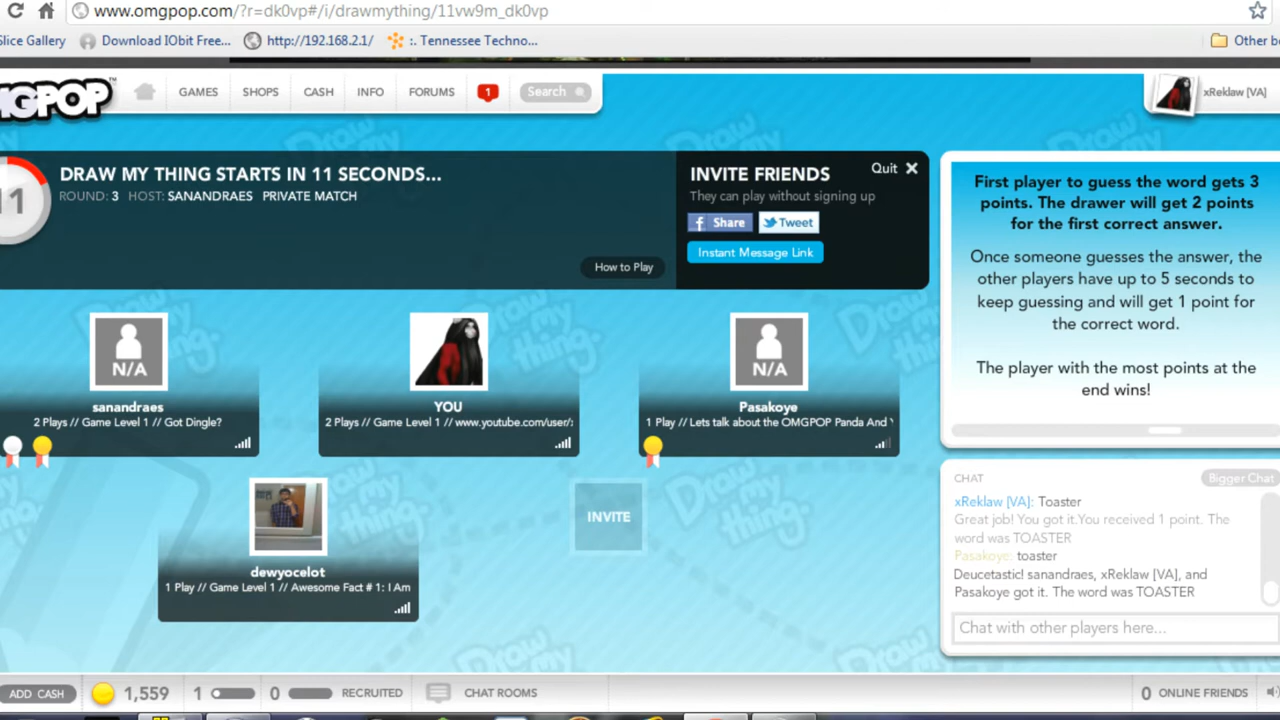 www.omgpop.com/?r=dk0vp#/i/drawmything/11vw9m_dk0vp
Slice Gallery Download IObit Free... http://192.168.2.1/ :. Tennessee Techno... Other b
MGPOP™ GAMES SHOPS CASH INFO FORUMS 1 Search xReklaw [VA]
11
DRAW MY THING STARTS IN 11 SECONDS...
ROUND: 3 HOST: SANANDRAES PRIVATE MATCH
How to Play
INVITE FRIENDS Quit X
They can play without signing up
f Share Tweet
Instant Message Link
First player to guess the word gets 3
points. The drawer will get 2 points
for the first correct answer.
Once someone guesses the answer, the
other players have up to 5 seconds to
keep guessing and will get 1 point for
the correct word.
The player with the most points at the
end wins!
N/A
sanandraes
2 Plays // Game Level 1 // Got Dingle?
YOU
2 Plays // Game Level 1 // www.youtube.com/user/
N/A
Pasakoye
1 Play // Lets talk about the OMGPOP Panda And
dewyocelot
1 Play // Game Level 1 // Awesome Fact # 1: I Am
INVITE
Draw my thing.
CHAT Bigger Chat
xReklaw [VA]: Toaster
Great job! You got it.You received 1 point. The
word was TOASTER
Pasakoye: toaster
Deucetastic! sanandraes, xReklaw [VA], and
Pasakoye got it. The word was TOASTER
Chat with other players here...
ADD CASH 1,559 1 0 RECRUITED CHAT ROOMS 0 ONLINE FRIENDS